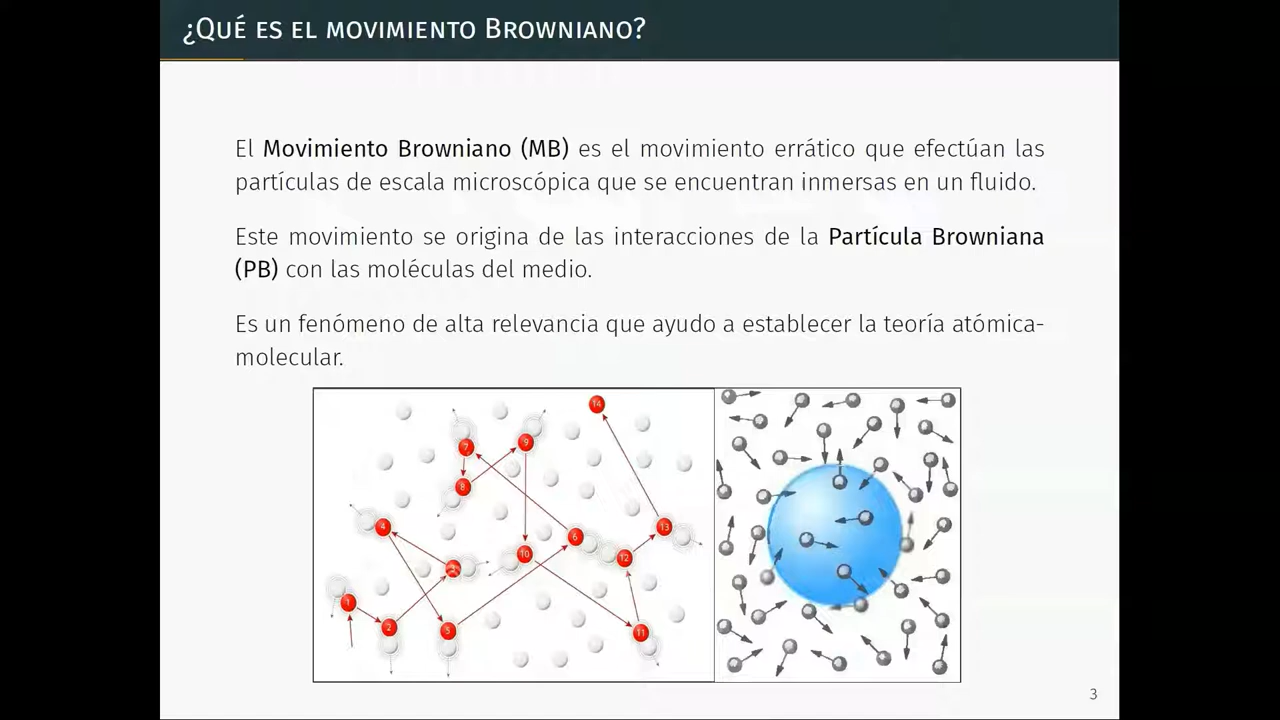 ¿Qué es el movimiento Browniano?
El Movimiento Browniano (MB) es el movimiento errático que efectúan las
partículas de escala microscópica que se encuentran inmersas en un fluido.
Este movimiento se origina de las interacciones de la Partícula Browniana
(PB) con las moléculas del medio.
Es un fenómeno de alta relevancia que ayudo a establecer la teoría atómica-
molecular.
14
7
9
8
4
13
6
10
12
3
1
2
5
11
3